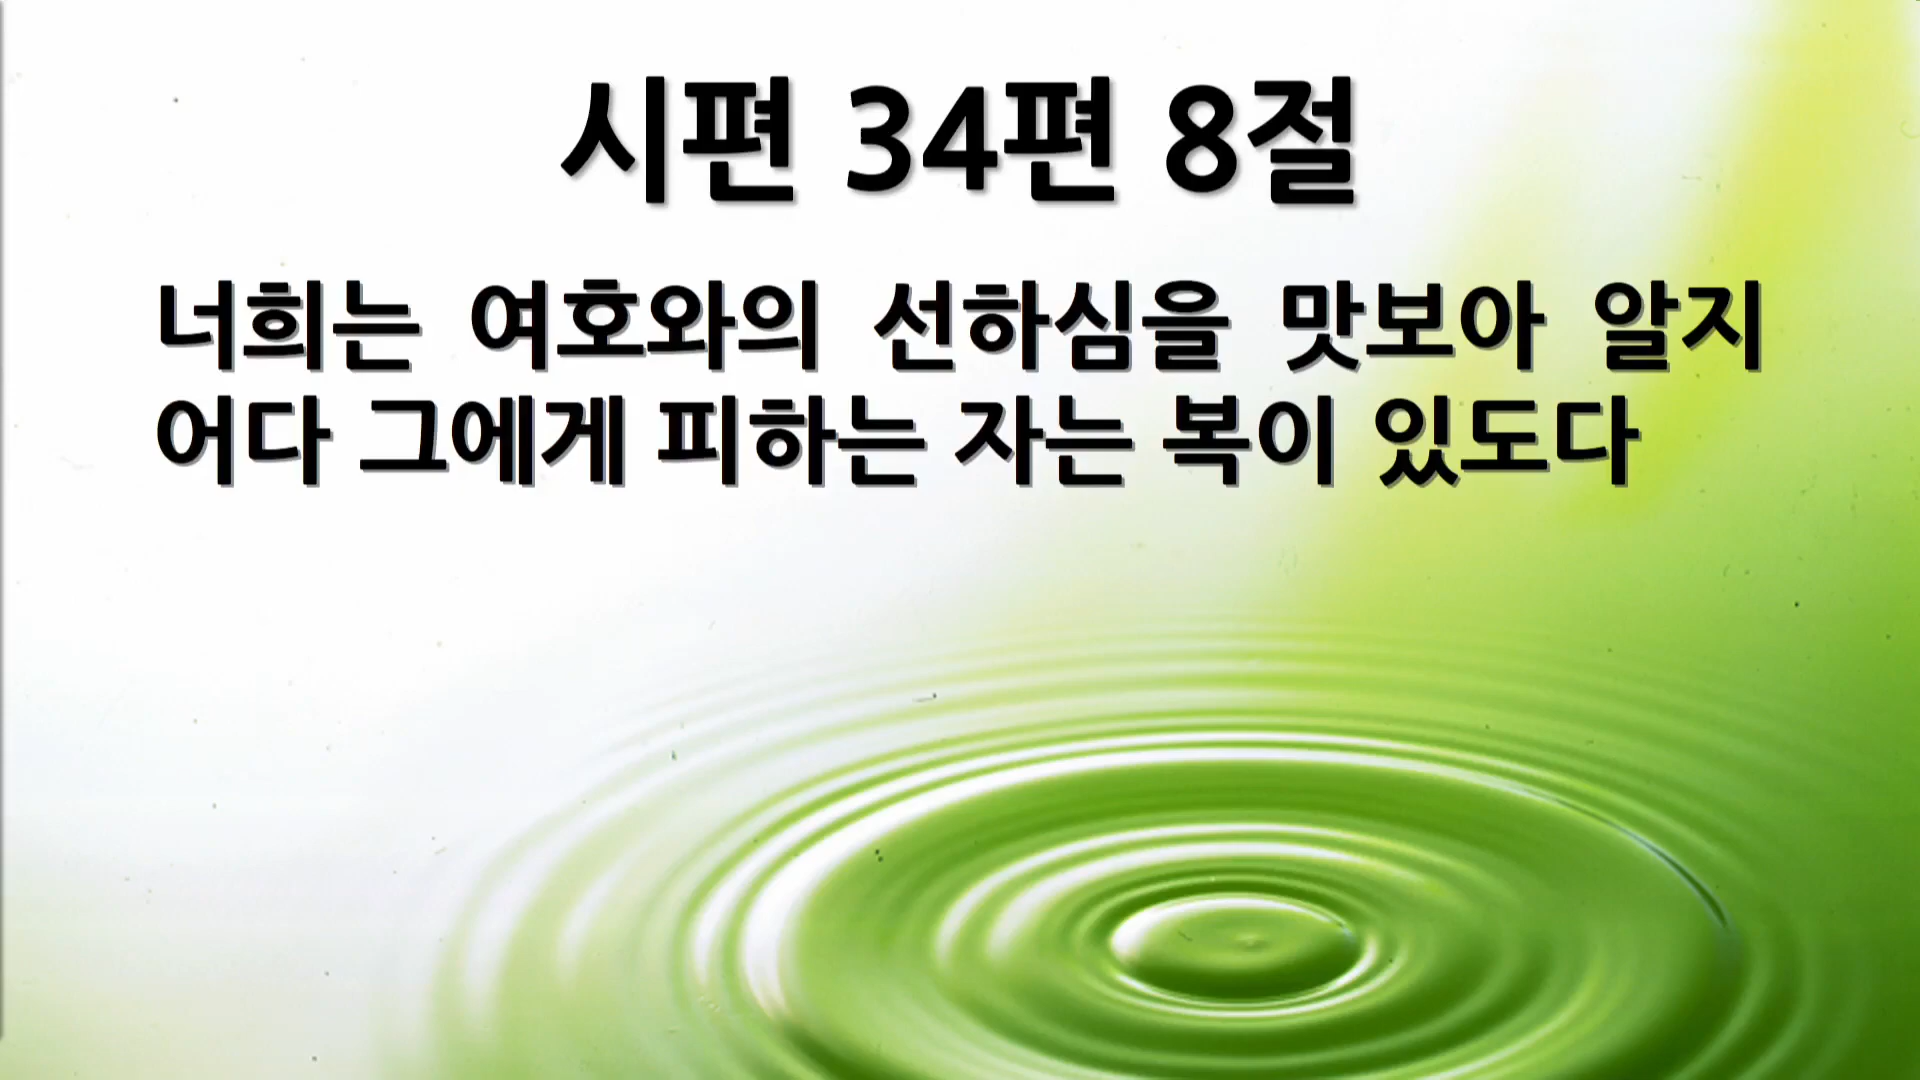 시편 34편 8절
너희는 여호와의 선하심을 맛보아 알지
어다 그에게 피하는 자는 복이 있도다